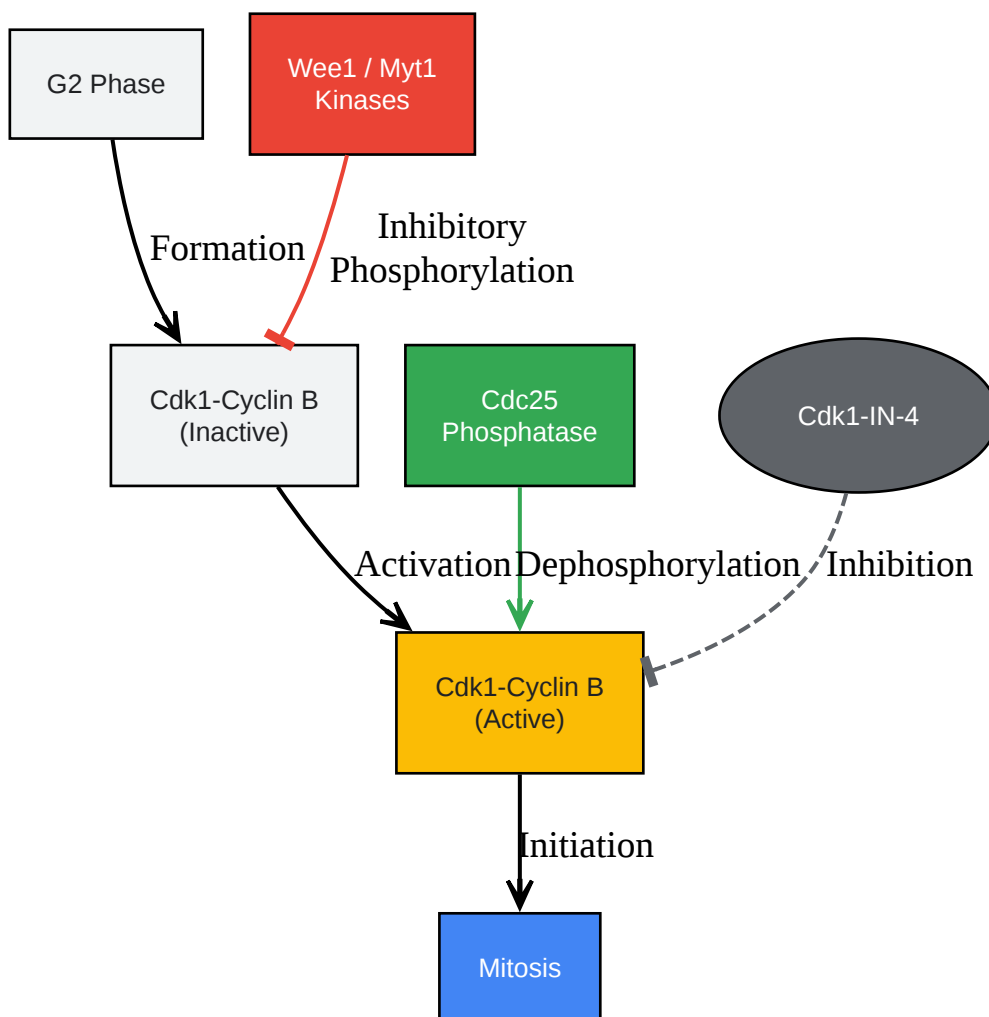 G2 Phase
Wee1 / Myt1
Kinases
Formation
Inhibitory
Phosphorylation
Cdk1-Cyclin B
(Inactive)
Cdc25
Phosphatase
Cdk1-IN-4
Activation
Dephosphorylation
Inhibition
Cdk1-Cyclin B
(Active)
Initiation
Mitosis